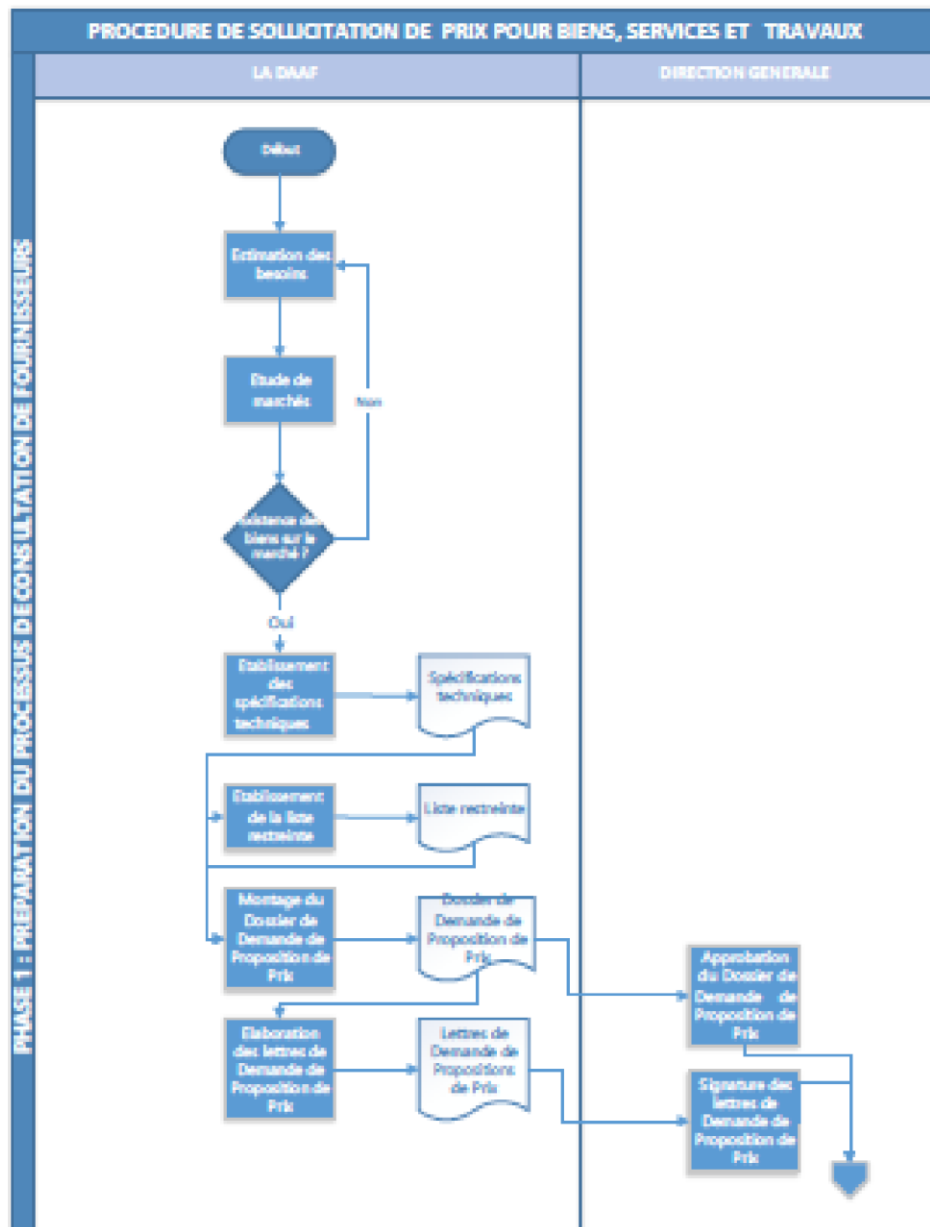 PROCEDURE DE SOLLICITATION DE PRIX POUR BIENS, SERVICES ET TRAVAUX
LA DAAF
DIRECTION GENERALE
PHASE 1 : PREPARATION DU PROCESSUS DE CONSULTATION DE FOURNISSEURS
Début
Estimation des
besoins
Etude de
marchés
Non
existence des
biens sur le
marché ?
Oui
Etablissement
des
spécifications
techniques
Spécifications
techniques
Etablissement
de la liste
restreinte
Liste restreinte
Montage du
Dossier de
Demande de
Proposition de
Prix
Dossier de
Demande de
Proposition de
Prix
Approbation
du Dossier de
Demande de
Proposition de
Prix
Elaboration
des lettres de
Demande de
Proposition de
Prix
Lettres de
Demande de
Propositions
de Prix
Signature des
lettres de
Demande de
Proposition de
Prix